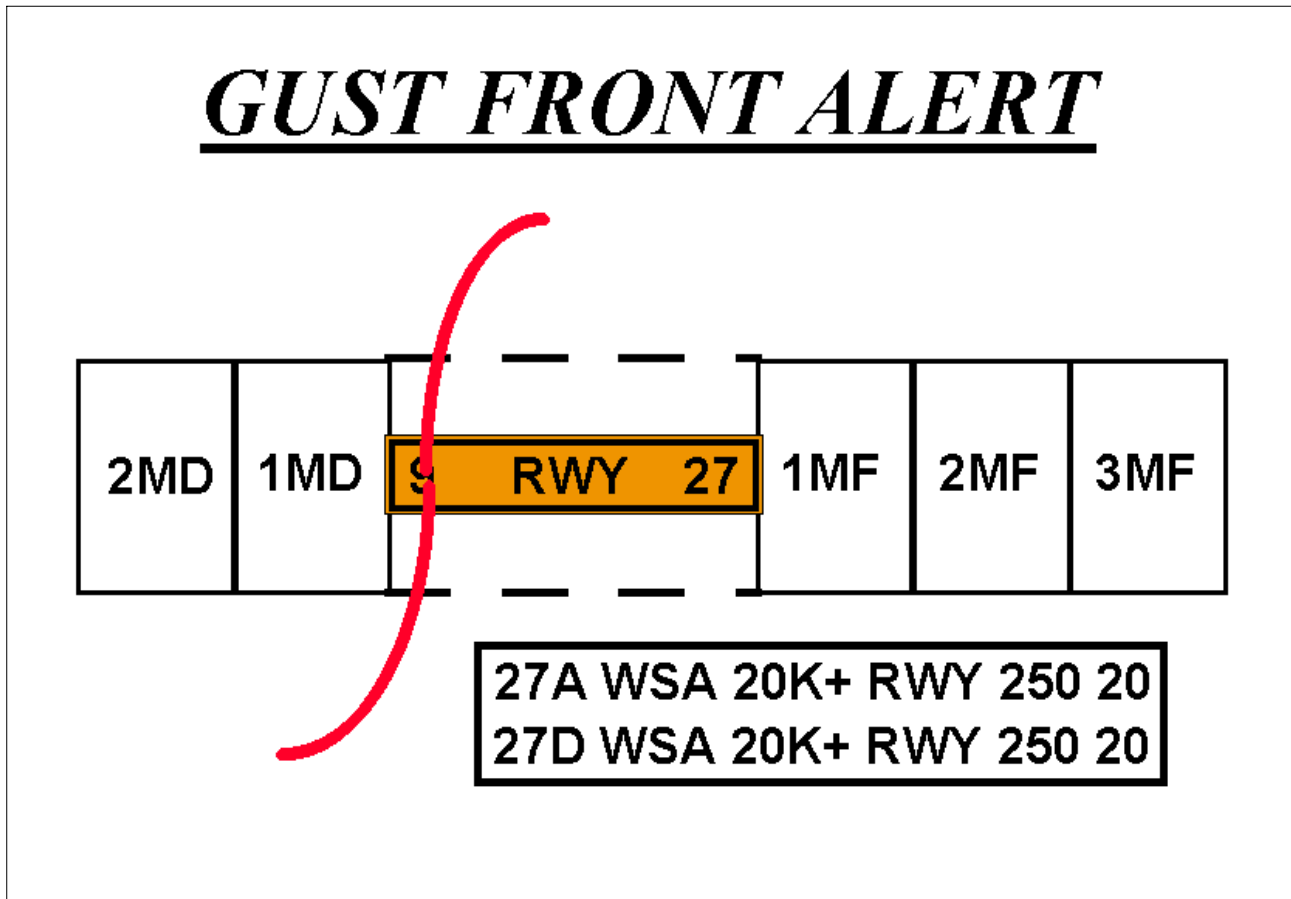 GUST FRONT ALERT
2MD 1MD 9 RWY 27 1MF 2MF 3MF
27A WSA 20K+ RWY 250 20
27D WSA 20K+ RWY 250 20